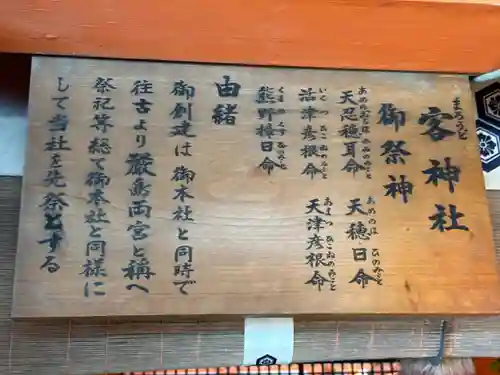 まろうど
客神社
御祭神
あめのおしほみみのみこと　あめのほひのみこと
天忍穂耳命　天穂日命
いくつひこねのみこと　あまつひこねのみこと
活津彦根命　天津彦根命
くまのくすびのみこと
熊野樟日命
由緒
御創建は御本社と同時で
往古より厳島両宮と称へ
祭祀等総て御本社と同様に
して当社を先祭とする